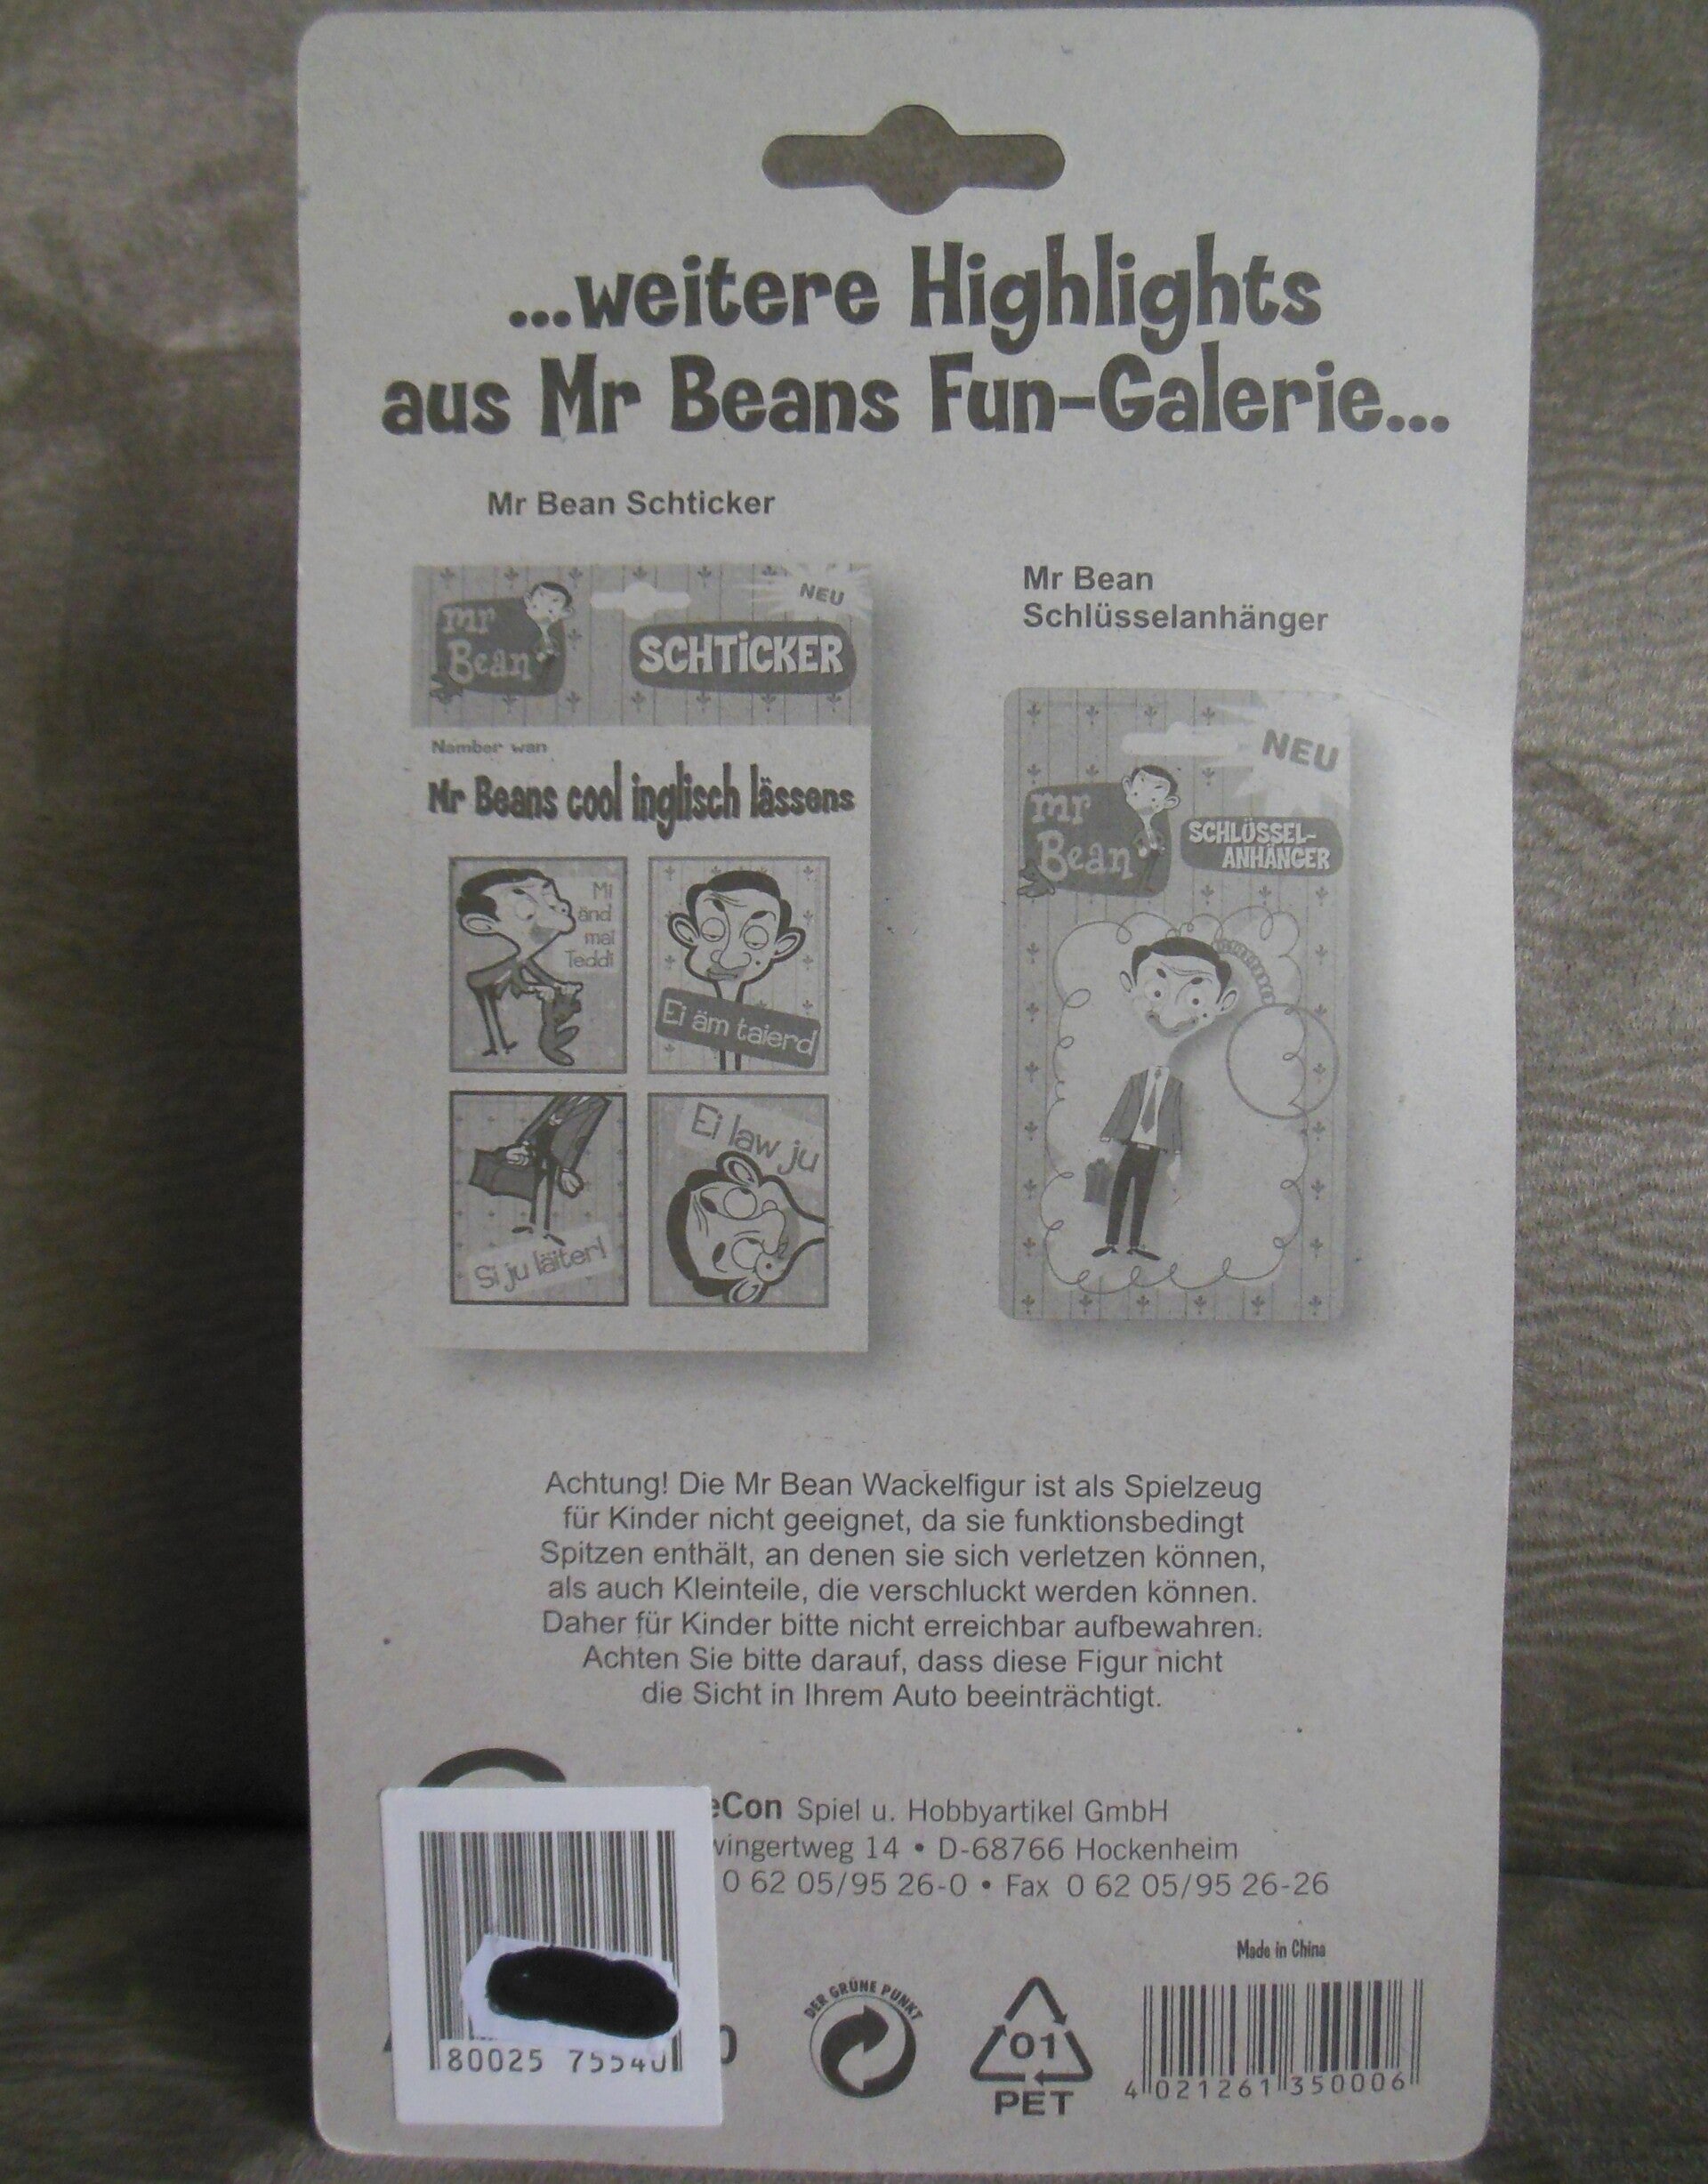 ...weitere Highlights
aus Mr Beans Fun-Galerie...
Mr Bean Schticker
mr
Bean
NEU
SCHTiCKER
Namber wan
Mr Beans cool inglisch lässens
Mi
änd
mai
Teddi
Ei äm taierd
Si ju läiter!
Ei law ju
Mr Bean
Schlüsselanhänger
NEU
mr
Bean
SCHLÜSSEL-
ANHÄNGER
Achtung! Die Mr Bean Wackelfigur ist als Spielzeug
für Kinder nicht geeignet, da sie funktionsbedingt
Spitzen enthält, an denen sie sich verletzen können,
als auch Kleinteile, die verschluckt werden können.
Daher für Kinder bitte nicht erreichbar aufbewahren.
Achten Sie bitte darauf, dass diese Figur nicht
die Sicht in Ihrem Auto beeinträchtigt.
eCon Spiel u. Hobbyartikel GmbH
wingertweg 14 • D-68766 Hockenheim
0 62 05/95 26-0 • Fax 0 62 05/95 26-26
Made in China
80025 75540
DER GRÜNE PUNKT
01
PET
4 021261 350006